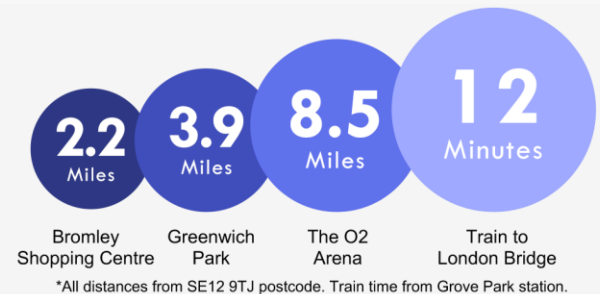 2.2
Miles
3.9
Miles
8.5
Miles
12
Minutes
Bromley
Shopping Centre
Greenwich
Park
The O2
Arena
Train to
London Bridge
*All distances from SE12 9TJ postcode. Train time from Grove Park station.